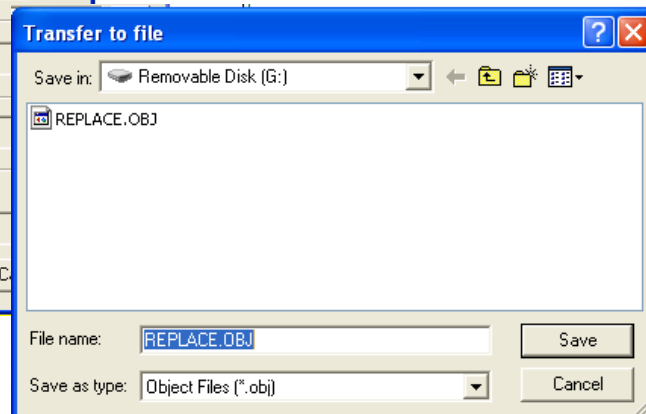 Transfer to file
Save in: Removable Disk (G:)
REPLACE.OBJ
File name: REPLACE.OBJ Save
Save as type: Object Files (*.obj) Cancel